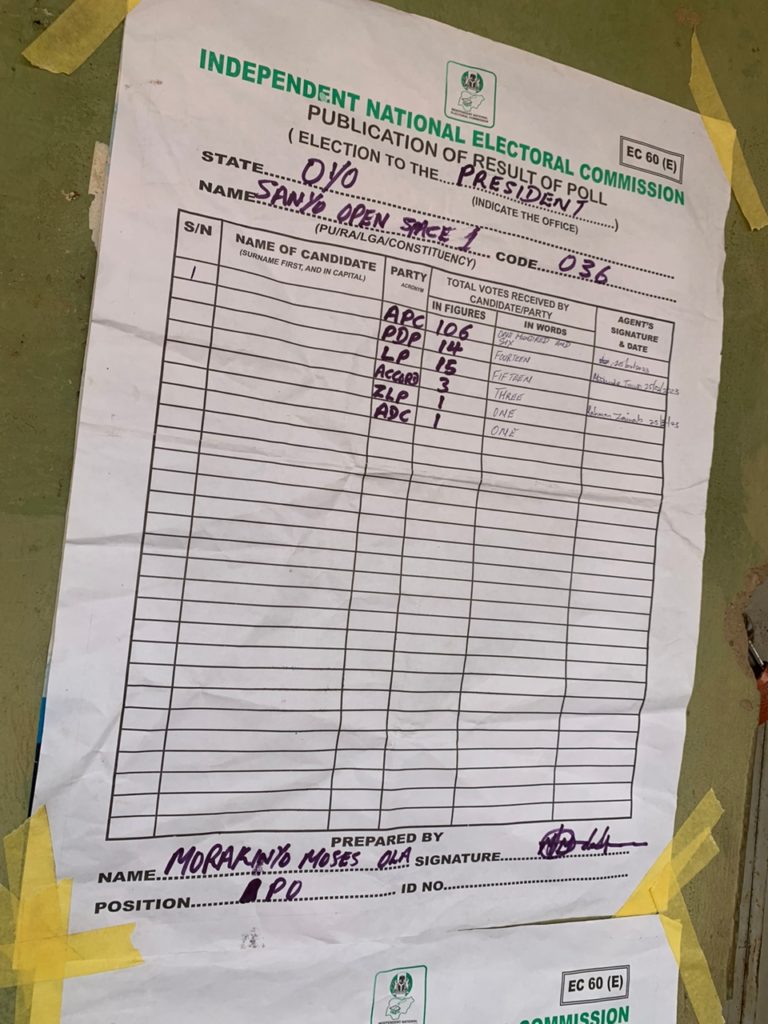 INDEPENDENT NATIONAL ELECTORAL COMMISSION
PUBLICATION OF RESULT OF POLL
EC 60 (E)
( ELECTION TO THE PRESIDENT )
(INDICATE THE OFFICE)
STATE OYO
NAME SANYO OPEN SPACE 1 CODE 036
(PU/RA/LGA/CONSTITUENCY)
S/N NAME OF CANDIDATE (SURNAME FIRST, AND IN CAPITAL) PARTY ACRONYM TOTAL VOTES RECEIVED BY CANDIDATE/PARTY IN FIGURES IN WORDS AGENT'S SIGNATURE & DATE
1 APC 106 ONE HUNDRED AND SIX
PDP 14 FOURTEEN
LP 15 FIFTEEN
ACCORD 3 THREE
ZLP 1 ONE
ADC 1 ONE
PREPARED BY
NAME MORAKINYO MOSES OLA SIGNATURE
POSITION PO ID NO
EC 60 (E)
COMMISSION